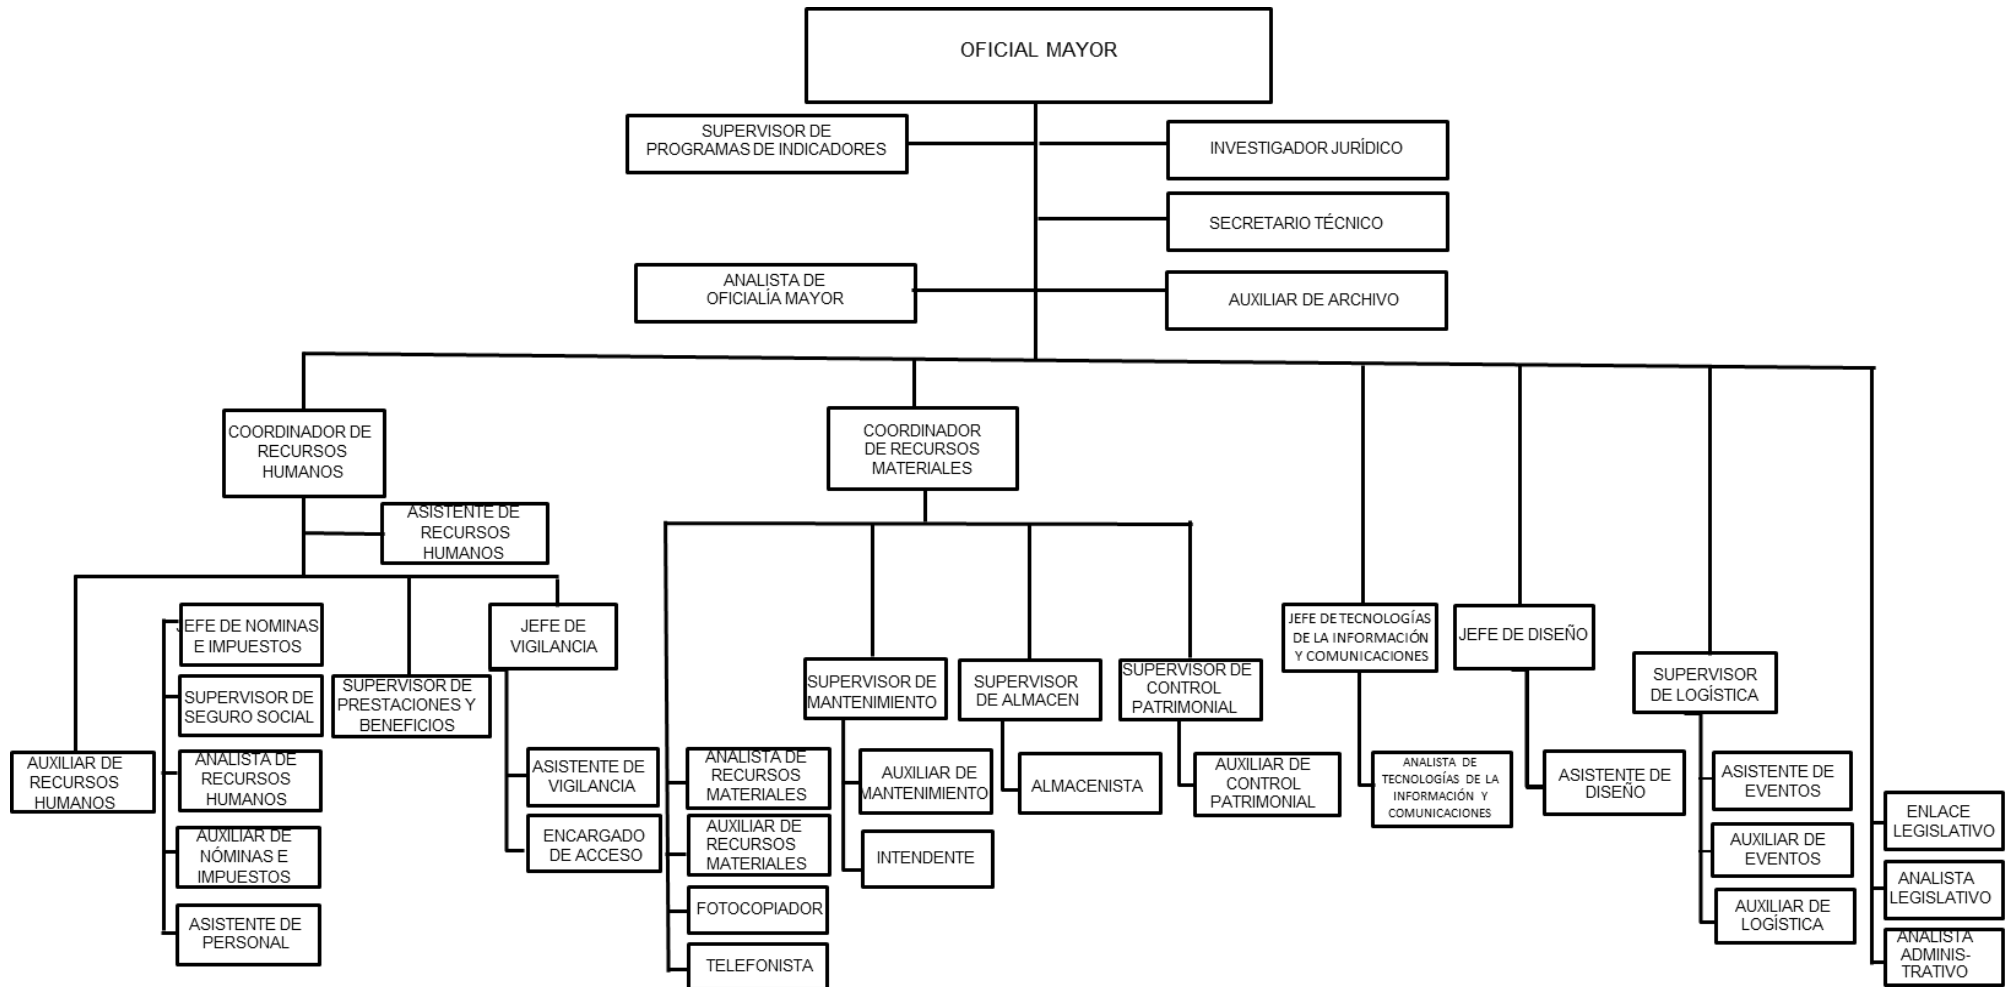 OFICIAL MAYOR
SUPERVISOR DE
PROGRAMAS DE INDICADORES
INVESTIGADOR JURÍDICO
SECRETARIO TÉCNICO
ANALISTA DE
OFICIALÍA MAYOR
AUXILIAR DE ARCHIVO
COORDINADOR DE
RECURSOS
HUMANOS
COORDINADOR
DE RECURSOS
MATERIALES
ASISTENTE DE
RECURSOS
HUMANOS
JEFE DE NOMINAS
E IMPUESTOS
JEFE DE
VIGILANCIA
JEFE DE TECNOLOGÍAS
DE LA INFORMACIÓN
Y COMUNICACIONES
JEFE DE DISEÑO
SUPERVISOR DE
SEGURO SOCIAL
SUPERVISOR DE
PRESTACIONES Y
BENEFICIOS
SUPERVISOR DE
MANTENIMIENTO
SUPERVISOR
DE ALMACEN
SUPERVISOR DE
CONTROL
PATRIMONIAL
SUPERVISOR
DE LOGÍSTICA
AUXILIAR DE
RECURSOS
HUMANOS
ANALISTA DE
RECURSOS
HUMANOS
ASISTENTE DE
VIGILANCIA
ANALISTA DE
RECURSOS
MATERIALES
AUXILIAR DE
MANTENIMIENTO
ALMACENISTA
AUXILIAR DE
CONTROL
PATRIMONIAL
ANALISTA DE
TECNOLOGÍAS DE LA
INFORMACIÓN Y
COMUNICACIONES
ASISTENTE DE
DISEÑO
ASISTENTE DE
EVENTOS
ENLACE
LEGISLATIVO
AUXILIAR DE
NÓMINAS E
IMPUESTOS
ENCARGADO
DE ACCESO
AUXILIAR DE
RECURSOS
MATERIALES
INTENDENTE
AUXILIAR DE
EVENTOS
ANALISTA
LEGISLATIVO
ASISTENTE DE
PERSONAL
FOTOCOPIADOR
AUXILIAR DE
LOGÍSTICA
TELEFONISTA
ANALISTA
ADMINIS-
TRATIVO